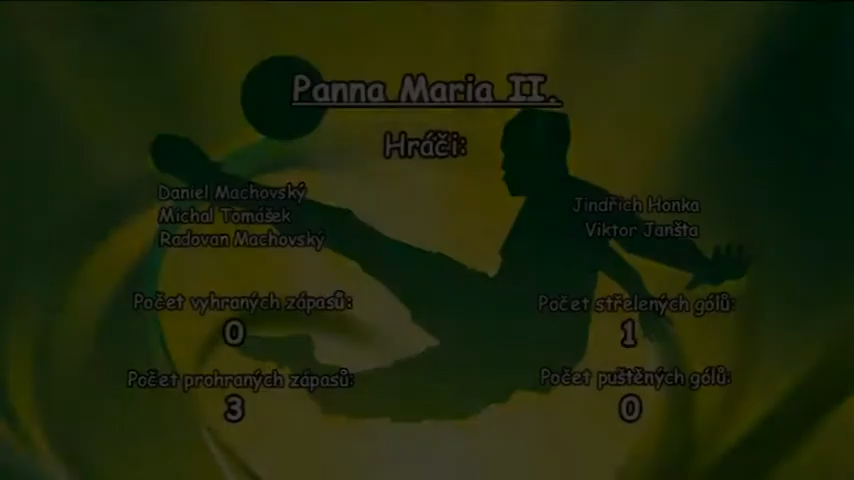 Panna Maria II.
Hráči:
Daniel Machovský
Michal Tomášek
Radovan Machovský
Jindřich Honka
Viktor Janšta
Počet vyhraných zápasů:
0
Počet střelených gólů:
1
Počet prohraných zápasů:
3
Počet puštěných gólů:
0